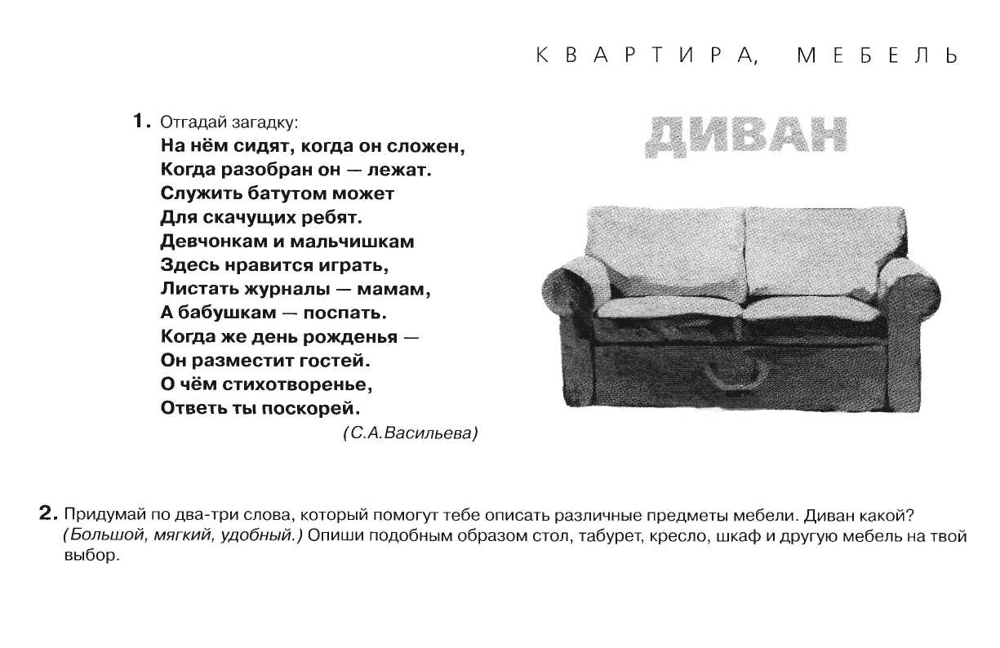 КВАРТИРА, МЕБЕЛЬ
ДИВАН
1. Отгадай загадку:
На нём сидят, когда он сложен,
Когда разобран он — лежат.
Служить батутом может
Для скачущих ребят.
Девчонкам и мальчишкам
Здесь нравится играть,
Листать журналы — мамам,
А бабушкам — поспать.
Когда же день рожденья —
Он разместит гостей.
О чём стихотворенье,
Ответь ты поскорей.
(С.А.Васильева)
2. Придумай по два-три слова, который помогут тебе описать различные предметы мебели. Диван какой?
(Большой, мягкий, удобный.) Опиши подобным образом стол, табурет, кресло, шкаф и другую мебель на твой
выбор.